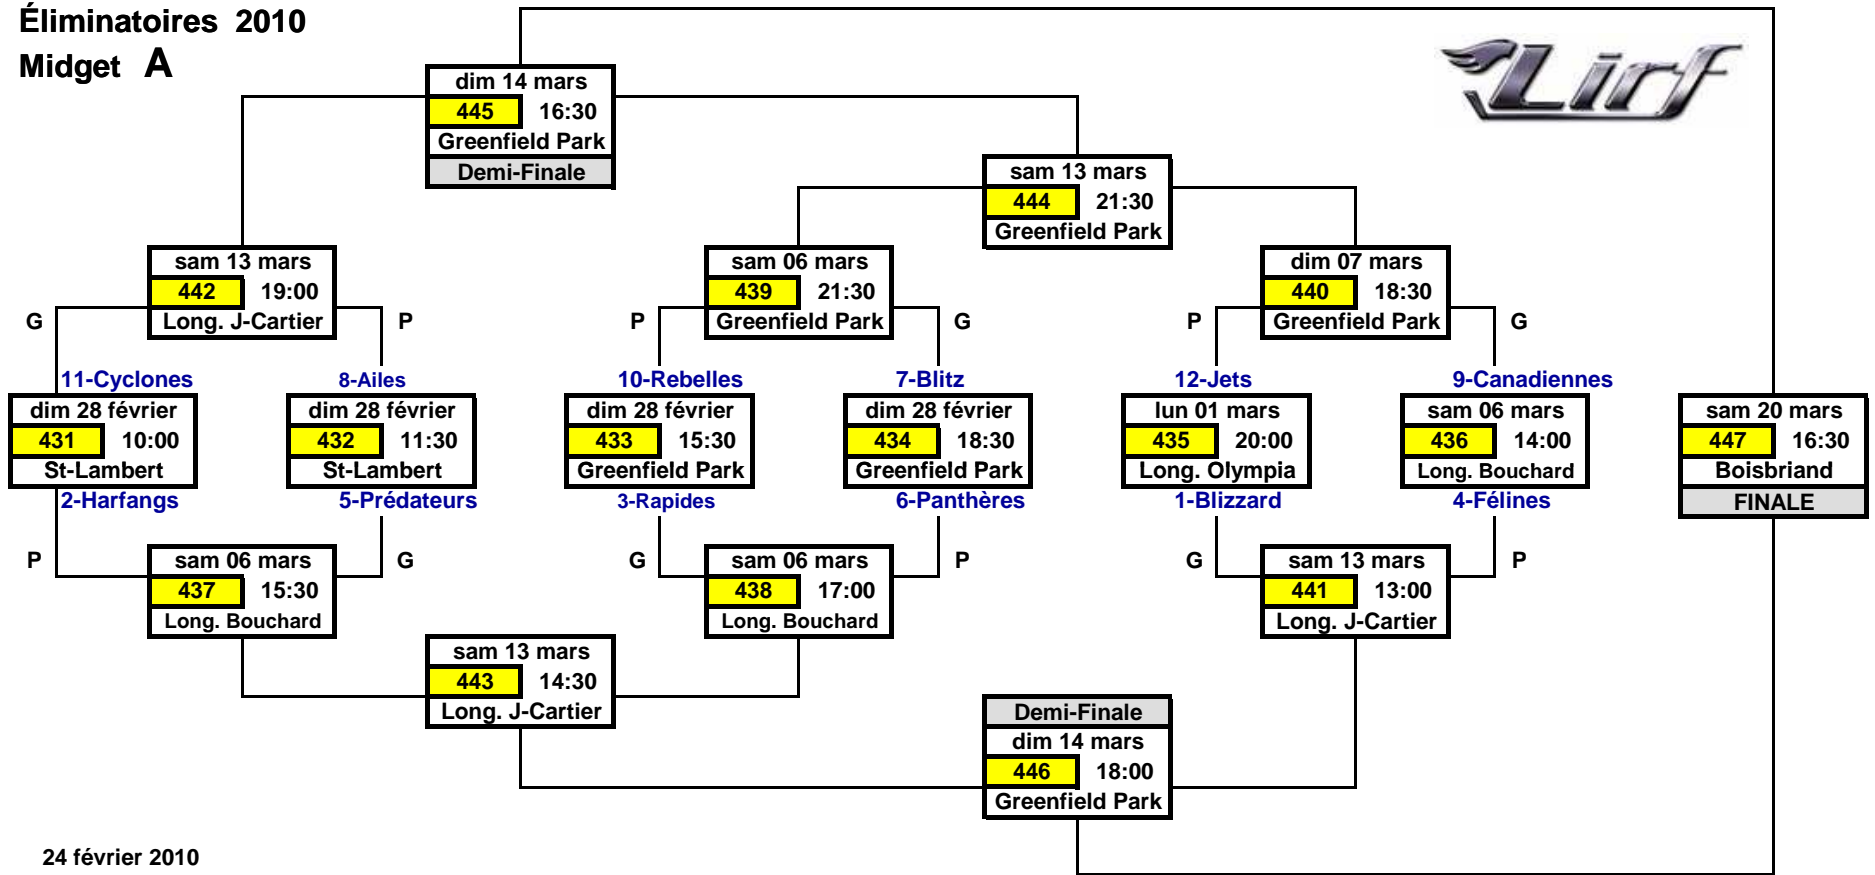 Éliminatoires 2010
Midget A
Lirf
dim 14 mars
445 16:30
Greenfield Park
Demi-Finale
sam 13 mars
444 21:30
Greenfield Park
sam 13 mars
442 19:00
Long. J-Cartier
G P
sam 06 mars
439 21:30
Greenfield Park
P G
dim 07 mars
440 18:30
Greenfield Park
P G
11-Cyclones
dim 28 février
431 10:00
St-Lambert
2-Harfangs
8-Ailes
dim 28 février
432 11:30
St-Lambert
5-Prédateurs
10-Rebelles
dim 28 février
433 15:30
Greenfield Park
3-Rapides
7-Blitz
dim 28 février
434 18:30
Greenfield Park
6-Panthères
12-Jets
lun 01 mars
435 20:00
Long. Olympia
1-Blizzard
9-Canadiennes
sam 06 mars
436 14:00
Long. Bouchard
4-Félines
sam 20 mars
447 16:30
Boisbriand
FINALE
P G
sam 06 mars
437 15:30
Long. Bouchard
G P
sam 06 mars
438 17:00
Long. Bouchard
G P
sam 13 mars
441 13:00
Long. J-Cartier
sam 13 mars
443 14:30
Long. J-Cartier
Demi-Finale
dim 14 mars
446 18:00
Greenfield Park
24 février 2010